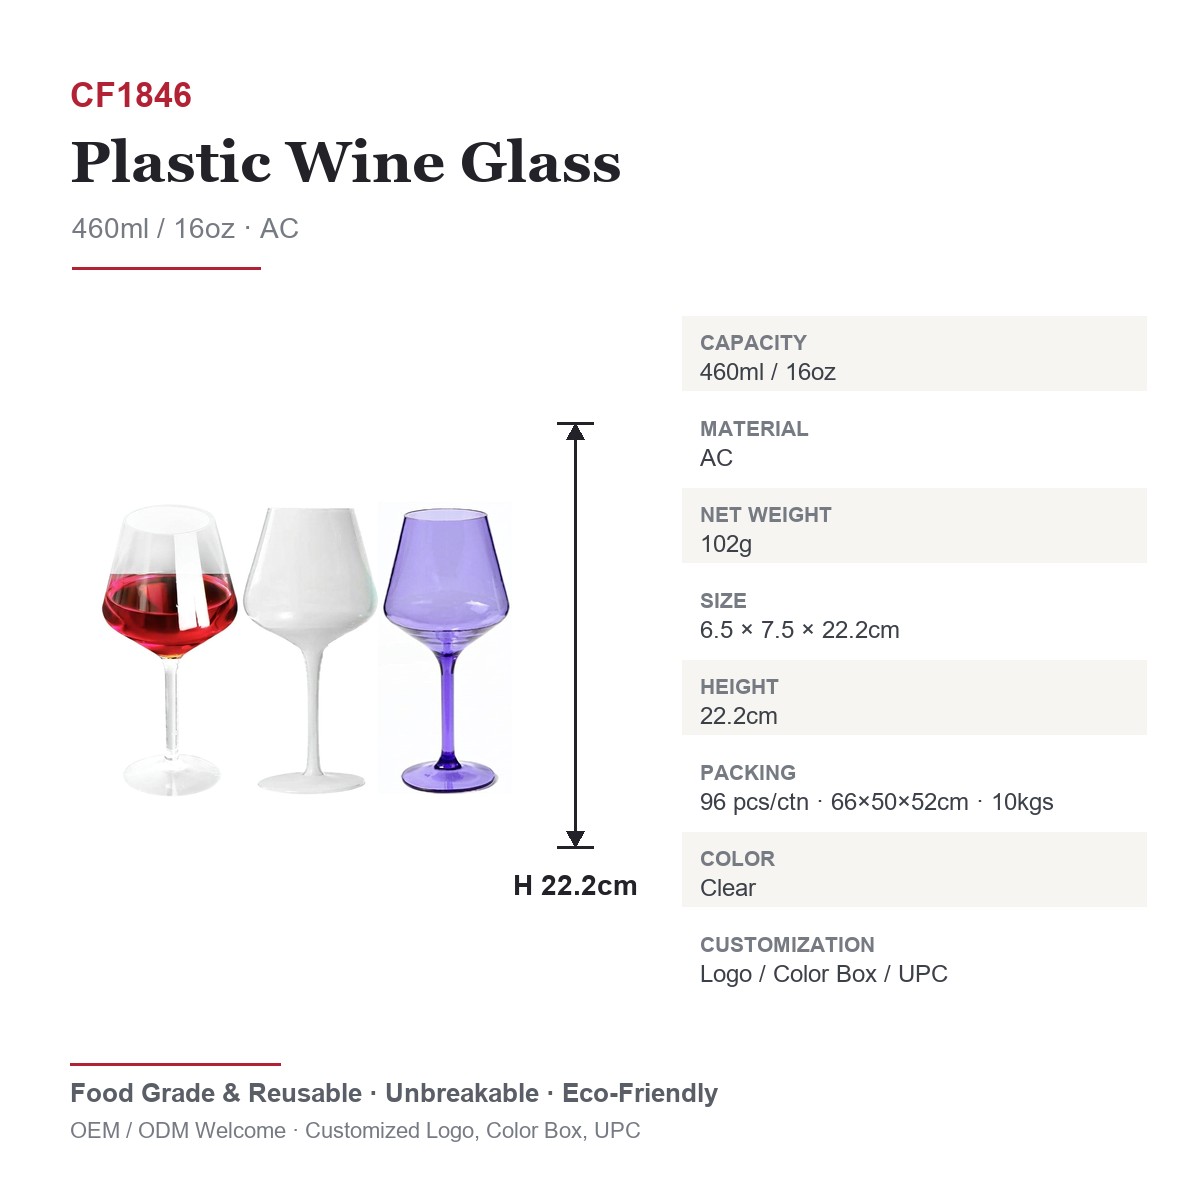 CF1846
Plastic Wine Glass
460ml / 16oz · AC
CAPACITY
460ml / 16oz
MATERIAL
AC
NET WEIGHT
102g
SIZE
6.5 × 7.5 × 22.2cm
HEIGHT
22.2cm
PACKING
96 pcs/ctn · 66×50×52cm · 10kgs
COLOR
Clear
CUSTOMIZATION
Logo / Color Box / UPC
H 22.2cm
Food Grade & Reusable · Unbreakable · Eco-Friendly
OEM / ODM Welcome · Customized Logo, Color Box, UPC